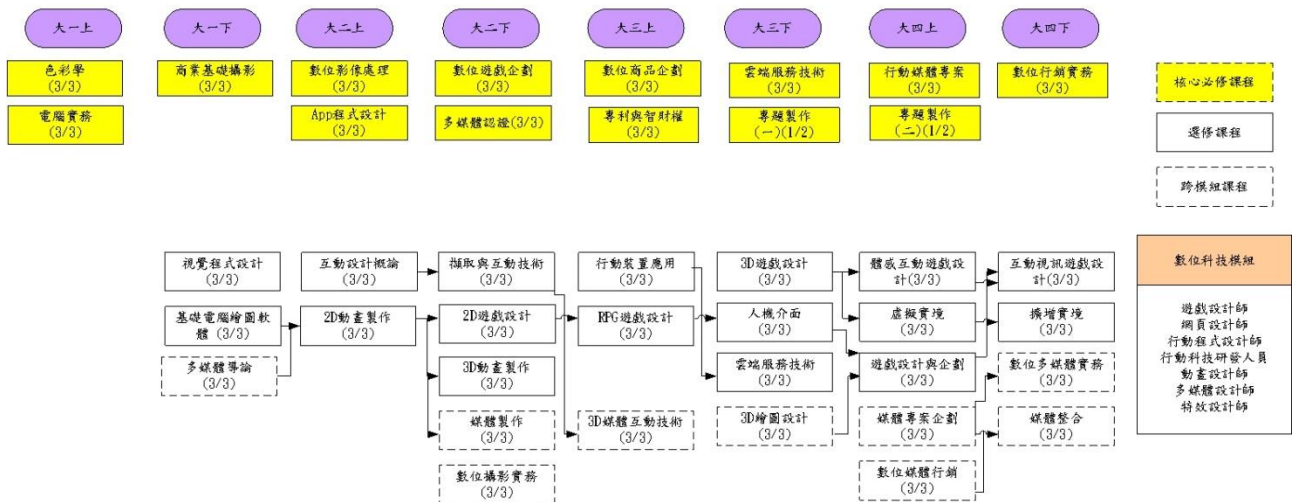 大一上
大一下
大二上
大二下
大三上
大三下
大四上
大四下
色彩學
(3/3)
商業基礎攝影
(3/3)
數位影像處理
(3/3)
數位遊戲企劃
(3/3)
數位商品企劃
(3/3)
雲端服務技術
(3/3)
行動媒體專案
(3/3)
數位行銷實務
(3/3)
核心必修課程
電腦實務
(3/3)
App程式設計
(3/3)
多媒體認證(3/3)
專利與智財權
(3/3)
專題製作
(一)(1/2)
專題製作
(二)(1/2)
選修課程
跨模組課程
視覺程式設計
(3/3)
互動設計概論
(3/3)
擷取與互動技術
(3/3)
行動裝置應用
(3/3)
3D遊戲設計
(3/3)
體感互動遊戲設
計(3/3)
互動視訊遊戲設
計(3/3)
數位科技模組
基礎電腦繪圖軟
體 (3/3)
2D動畫製作
(3/3)
2D遊戲設計
(3/3)
RPG遊戲設計
(3/3)
人機介面
(3/3)
虛擬實境
(3/3)
擴增實境
(3/3)
多媒體導論
(3/3)
3D動畫製作
(3/3)
雲端服務技術
(3/3)
遊戲設計與企劃
(3/3)
數位多媒體實務
(3/3)
媒體製作
(3/3)
3D媒體互動技術
(3/3)
3D繪圖設計
(3/3)
媒體專案企劃
(3/3)
媒體整合
(3/3)
數位攝影實務
(3/3)
數位媒體行銷
(3/3)
遊戲設計師
網頁設計師
行動程式設計師
行動科技研發人員
動畫設計師
多媒體設計師
特效設計師